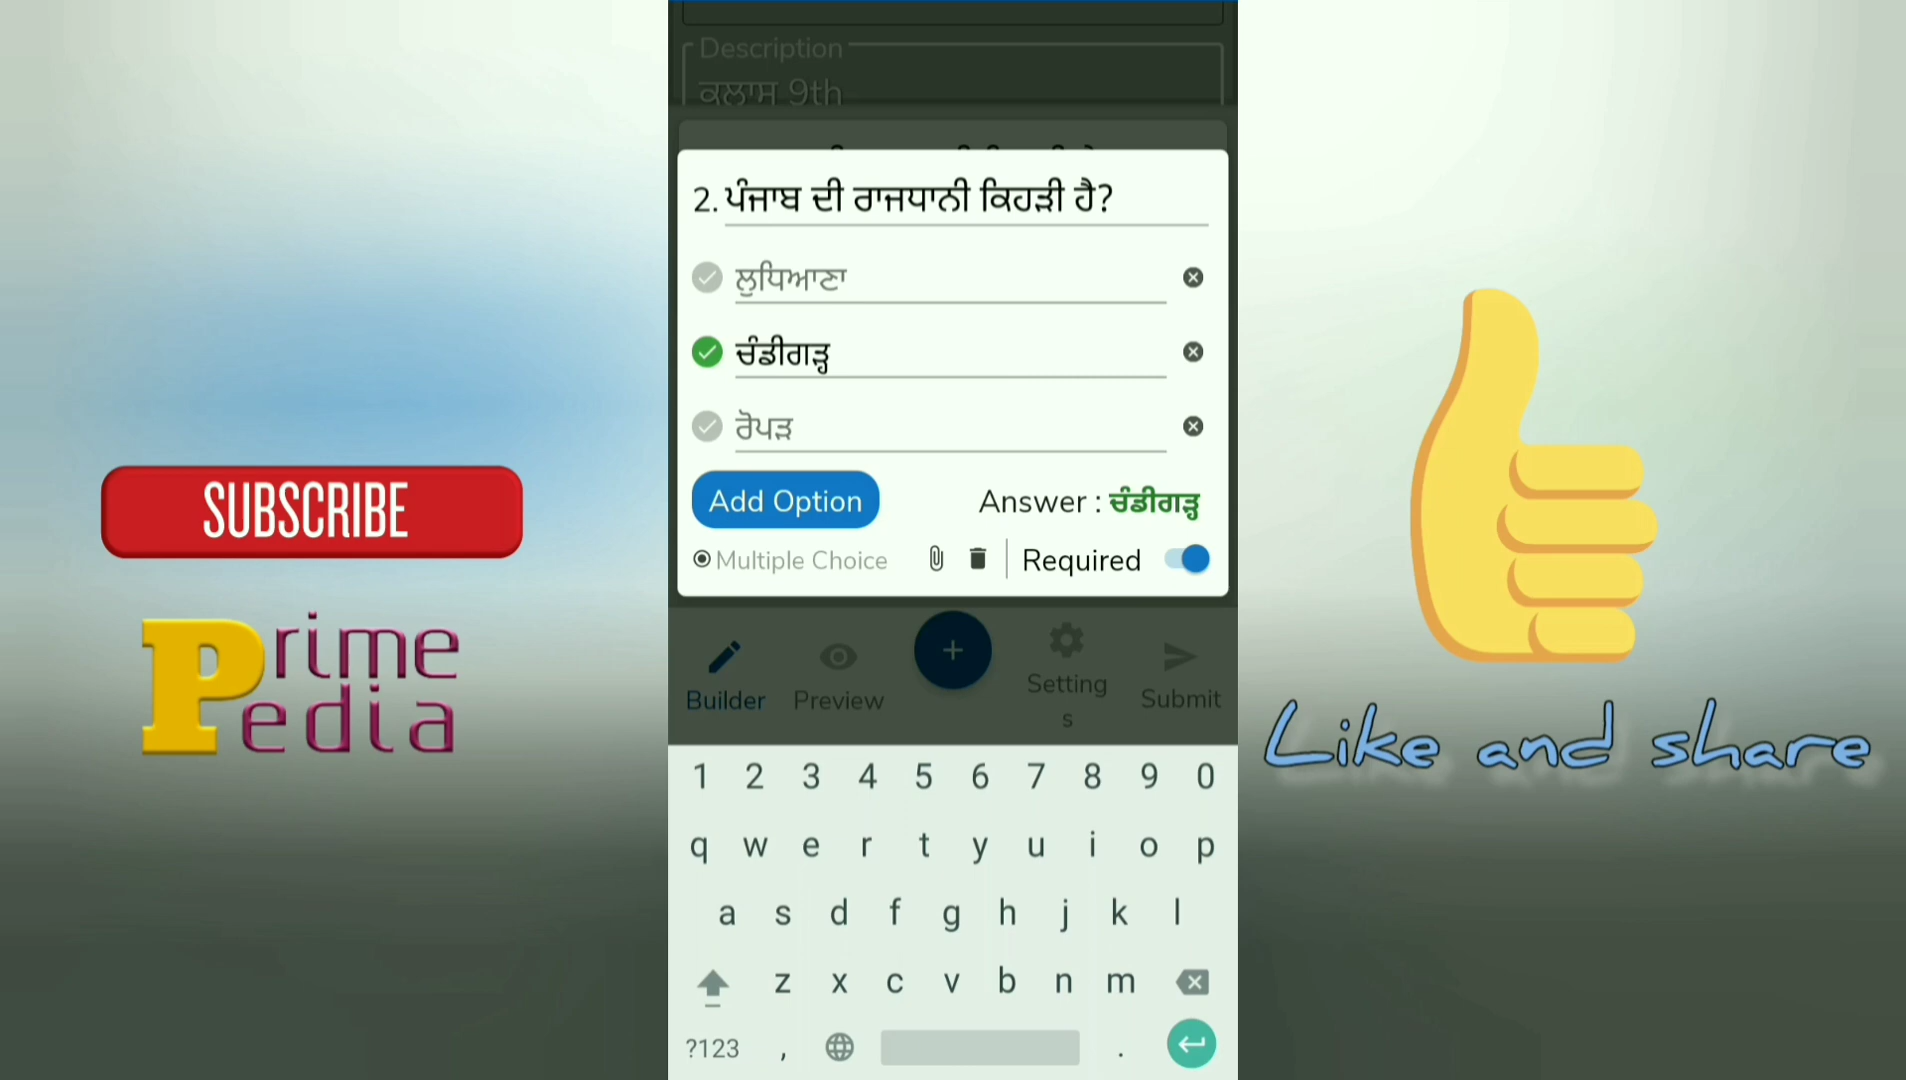 Description
ਕਲਾਸ 9th
2. ਪੰਜਾਬ ਦੀ ਰਾਜਧਾਨੀ ਕਿਹੜੀ ਹੈ?
ਲੁਧਿਆਣਾ
ਚੰਡੀਗੜ੍ਹ
ਰੋਪੜ
Add Option
Answer : ਚੰਡੀਗੜ੍ਹ
Multiple Choice
Required
Builder
Preview
+
Setting
s
Submit
1 2 3 4 5 6 7 8 9 0
q w e r t y u i o p
a s d f g h j k l
z x c v b n m
?123 , .
SUBSCRIBE
Prime
Pedia
Like and share